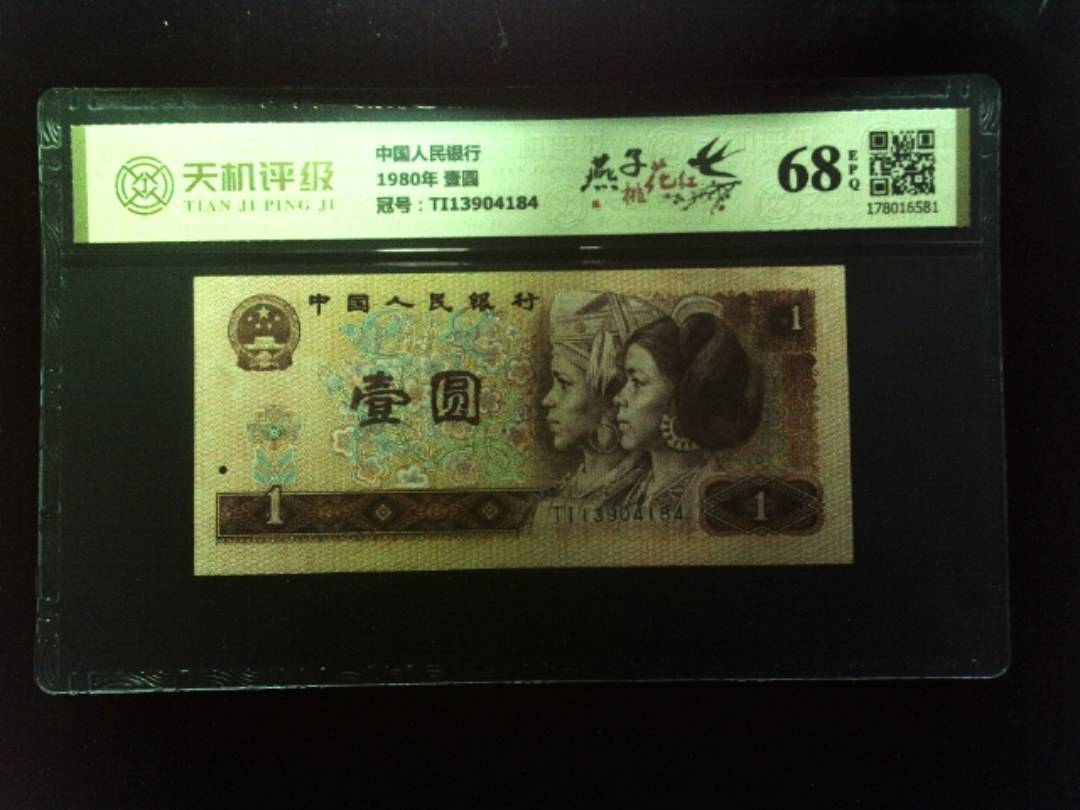 天机评级
TIAN JI PING JI
中国人民银行
1980年 壹圆
冠号：TI13904184
燕子
桃花红
68
EPQ
178016581
中国人民银行
1
壹圆
1
TI13904184
1